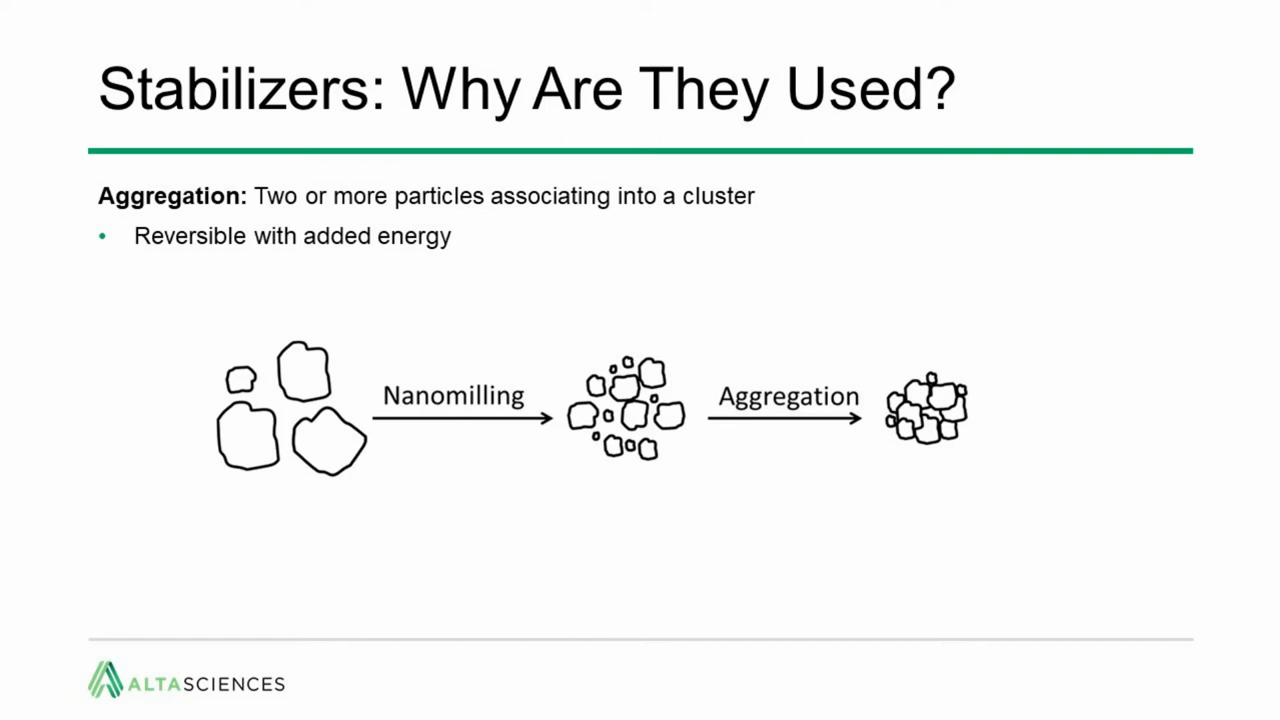 Stabilizers: Why Are They Used?
Aggregation: Two or more particles associating into a cluster
• Reversible with added energy
Nanomilling
Aggregation
ALTASCIENCES